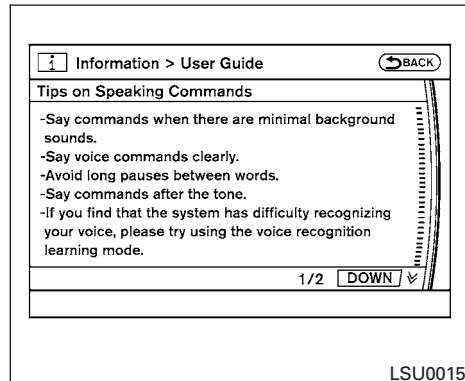 i Information > User Guide BACK
Tips on Speaking Commands
-Say commands when there are minimal background
sounds.
-Say voice commands clearly.
-Avoid long pauses between words.
-Say commands after the tone.
-If you find that the system has difficulty recognizing
your voice, please try using the voice recognition
learning mode.
1/2 DOWN
LSU0015